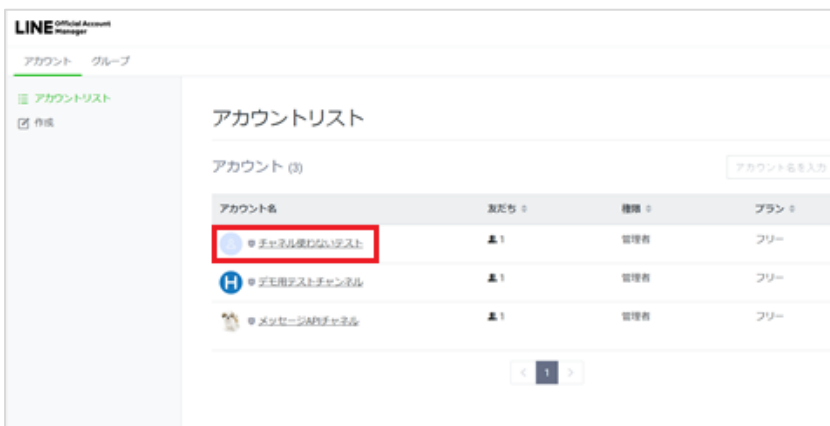 LINE Official Account Manager
アカウント グループ
アカウントリスト
作成
アカウントリスト
アカウント (3)
アカウント名を入力
アカウント名 友だち 権限 プラン
チャネル使わないテスト 1 管理者 フリー
H デモ用テストチャンネル 1 管理者 フリー
メッセージAPIチャネル 1 管理者 フリー
< 1 >